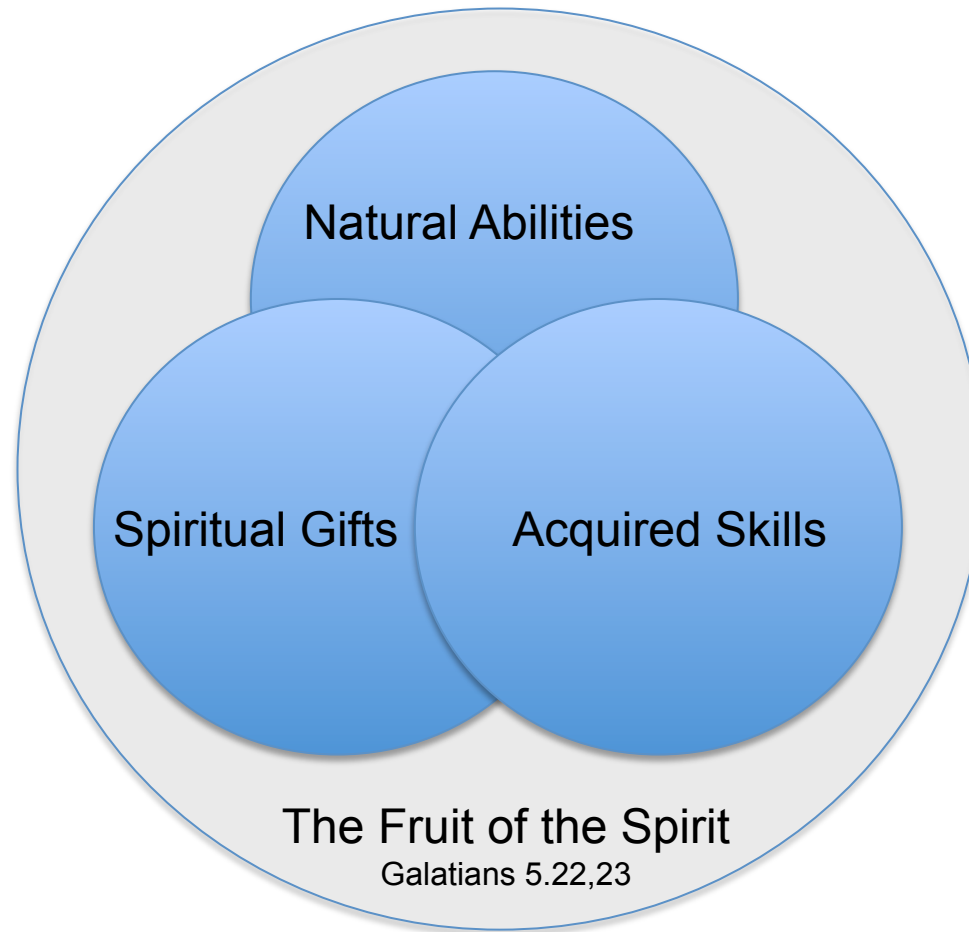 Natural Abilities
Spiritual Gifts
Acquired Skills
The Fruit of the Spirit
Galatians 5.22,23